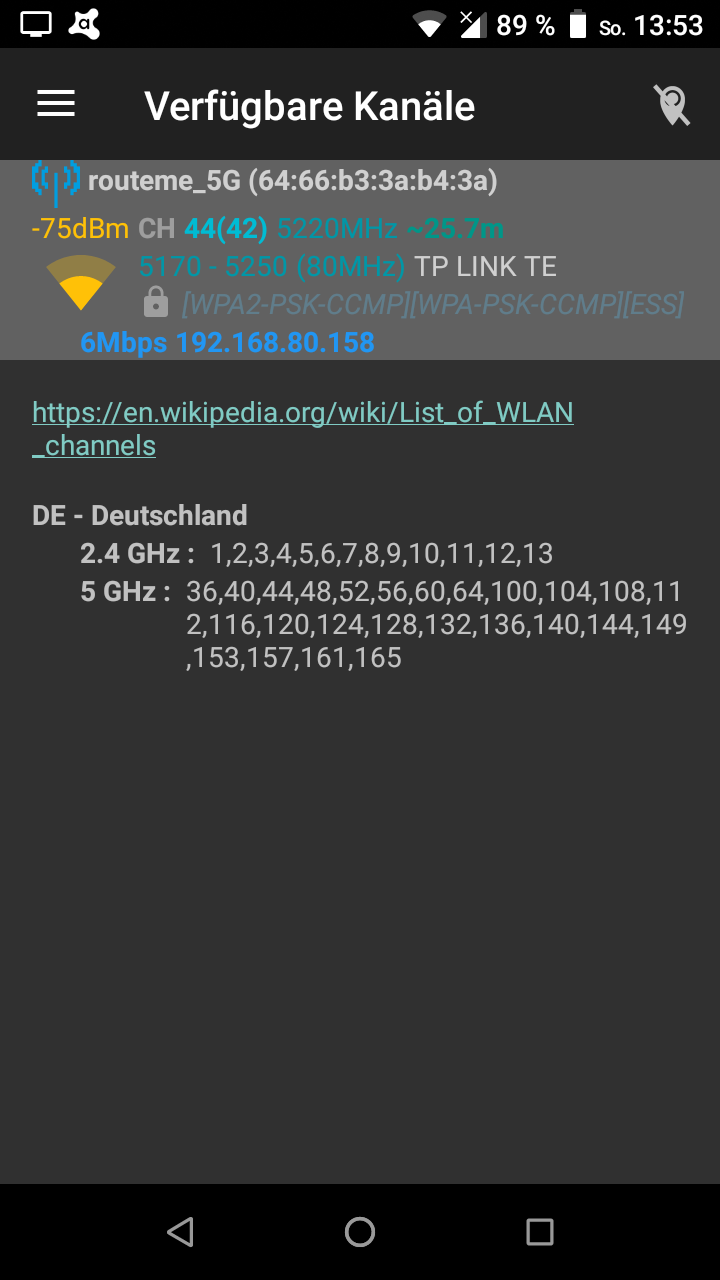 89 % So. 13:53
Verfügbare Kanäle
routeme_5G (64:66:b3:3a:b4:3a)
-75dBm CH 44(42) 5220MHz ~25.7m
5170 - 5250 (80MHz) TP LINK TE
[WPA2-PSK-CCMP][WPA-PSK-CCMP][ESS]
6Mbps 192.168.80.158
https://en.wikipedia.org/wiki/List_of_WLAN
_channels
DE - Deutschland
2.4 GHz : 1,2,3,4,5,6,7,8,9,10,11,12,13
5 GHz : 36,40,44,48,52,56,60,64,100,104,108,11
2,116,120,124,128,132,136,140,144,149
,153,157,161,165